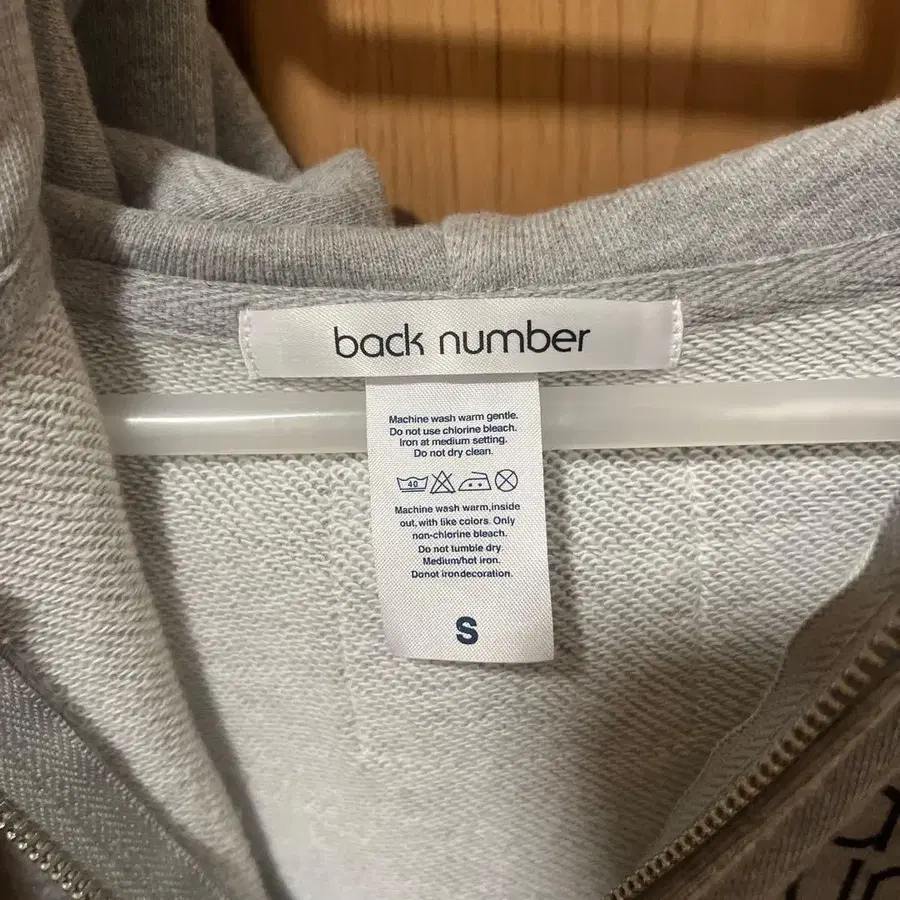 back number
Machine wash warm gentle.
Do not use chlorine bleach.
Iron at medium setting.
Do not dry clean.
40
Machine wash warm,inside
out,with like colors. Only
non-chlorine bleach.
Do not tumble dry
Medium/hot iron.
Donot irondecoration.
S